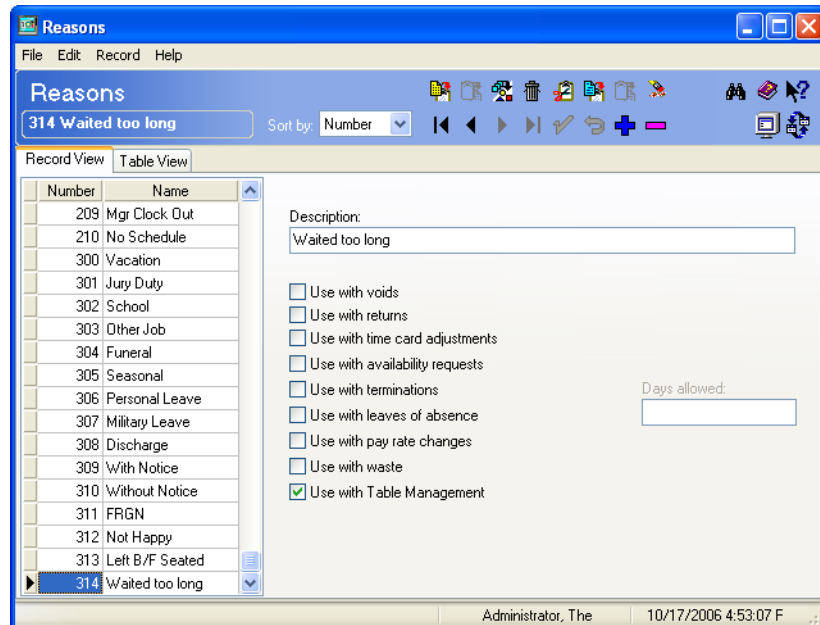 Reasons
File Edit Record Help
Reasons
314 Waited too long
Sort by: Number
Record View Table View
Number Name
209 Mgr Clock Out
210 No Schedule
300 Vacation
301 Jury Duty
302 School
303 Other Job
304 Funeral
305 Seasonal
306 Personal Leave
307 Military Leave
308 Discharge
309 With Notice
310 Without Notice
311 FRGN
312 Not Happy
313 Left B/F Seated
314 Waited too long
Description:
Waited too long
Use with voids
Use with returns
Use with time card adjustments
Use with availability requests
Use with terminations
Use with leaves of absence
Use with pay rate changes
Use with waste
Use with Table Management
Days allowed:
Administrator, The 10/17/2006 4:53:07 F